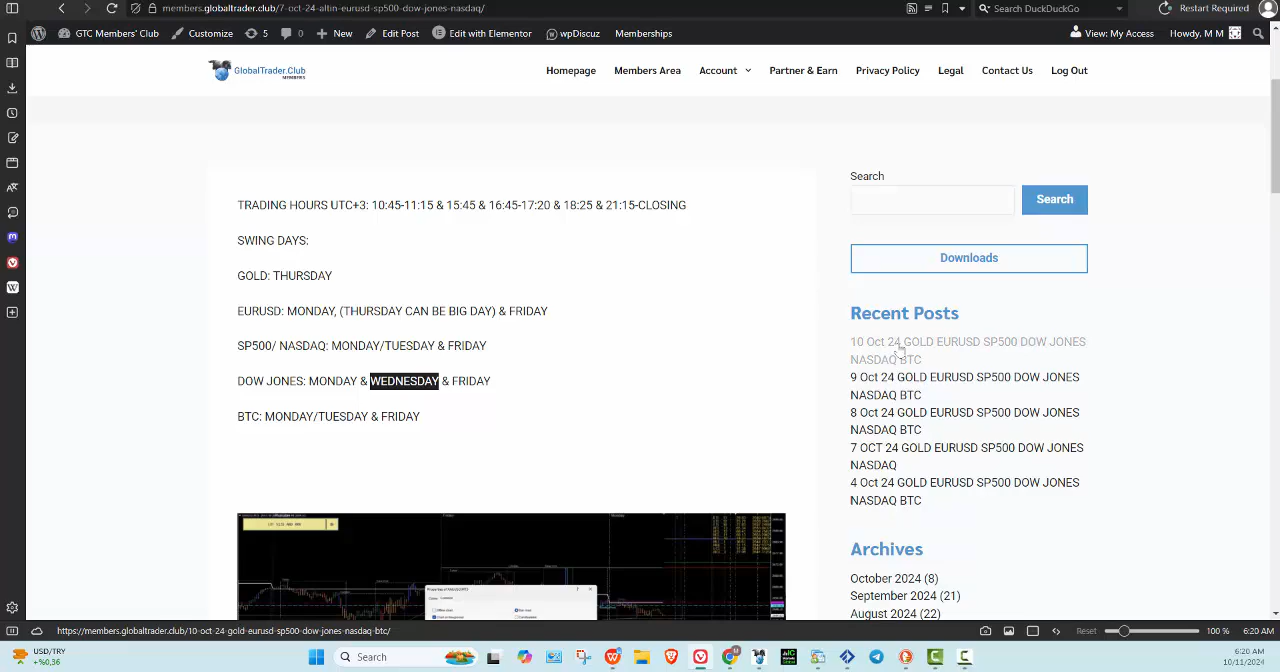 members.globaltrader.club/7-oct-24-altin-eurusd-sp500-dow-jones-nasdaq/
Search DuckDuckGo
Restart Required
GTC Members' Club
Customize
5
0
New
Edit Post
Edit with Elementor
wpDiscuz
Memberships
View: My Access
Howdy, M M
GlobalTrader.Club
MEMBERS
Homepage
Members Area
Account
Partner & Earn
Privacy Policy
Legal
Contact Us
Log Out
TRADING HOURS UTC+3: 10:45-11:15 & 15:45 & 16:45-17:20 & 18:25 & 21:15-CLOSING
SWING DAYS:
GOLD: THURSDAY
EURUSD: MONDAY, (THURSDAY CAN BE BIG DAY) & FRIDAY
SP500/ NASDAQ: MONDAY/TUESDAY & FRIDAY
DOW JONES: MONDAY & WEDNESDAY & FRIDAY
BTC: MONDAY/TUESDAY & FRIDAY
Search
Search
Downloads
Recent Posts
10 Oct 24 GOLD EURUSD SP500 DOW JONES
NASDAQ BTC
9 Oct 24 GOLD EURUSD SP500 DOW JONES
NASDAQ BTC
8 Oct 24 GOLD EURUSD SP500 DOW JONES
NASDAQ BTC
7 OCT 24 GOLD EURUSD SP500 DOW JONES
NASDAQ
4 Oct 24 GOLD EURUSD SP500 DOW JONES
NASDAQ BTC
Archives
October 2024 (8)
September 2024 (21)
August 2024 (22)
https://members.globaltrader.club/10-oct-24-gold-eurusd-sp500-dow-jones-nasdaq-btc/
Reset
100 %
6:20 AM
USD/TRY
+%0,36
Search
6:20 AM
10/11/2024